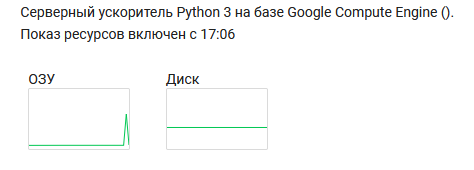 Серверный ускоритель Python 3 на базе Google Compute Engine ().
Показ ресурсов включен с 17:06
ОЗУ Диск